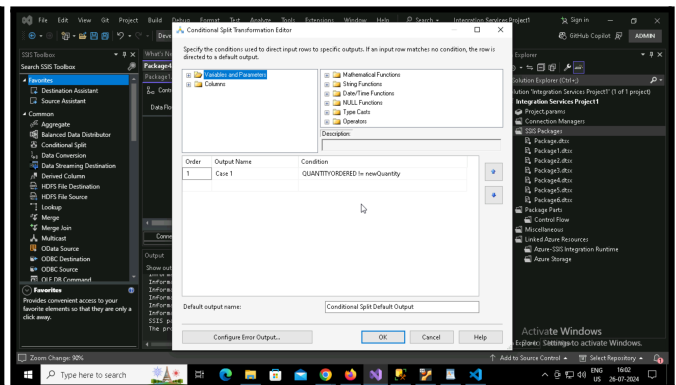 File Edit View Git Project Build Debug Format Test Analyze Tools Extensions Window Help Search Integration Services Project1 Sign in
GitHub Copilot ADMIN
SSIS Toolbox
Search SSIS Toolbox
Favorites
Destination Assistant
Source Assistant
Common
Aggregate
Balanced Data Distributor
Conditional Split
Data Conversion
Data Streaming Destination
Derived Column
HDFS File Destination
HDFS File Source
Lookup
Merge
Merge Join
Multicast
OData Source
ODBC Destination
ODBC Source
OLE DB Command
Favorites
Provides convenient access to your
favorite elements so that they are only a
click away.
Conditional Split Transformation Editor
Specify the conditions used to direct input rows to specific outputs. If an input row matches no condition, the row is
directed to a default output.
Variables and Parameters
Columns
Mathematical Functions
String Functions
Date/Time Functions
NULL Functions
Type Casts
Operators
Description:
Order Output Name Condition
1 Case 1 QUANTITYORDERED != newQuantity
Default output name: Conditional Split Default Output
Configure Error Output... OK Cancel Help
Output
Explorer
Solution Explorer (Ctrl+;)
Integration Services Project1
Project.params
Connection Managers
SSIS Packages
Package.dtsx
Package1.dtsx
Package2.dtsx
Package3.dtsx
Package4.dtsx
Package5.dtsx
Package6.dtsx
Package Parts
Control Flow
Miscellaneous
Linked Azure Resources
Azure-SSIS Integration Runtime
Azure Storage
Activate Windows
Go to Settings to activate Windows.
Zoom Change: 90% Add to Source Control Select Repository
Type here to search
ENG 16:02
US 26-07-2024